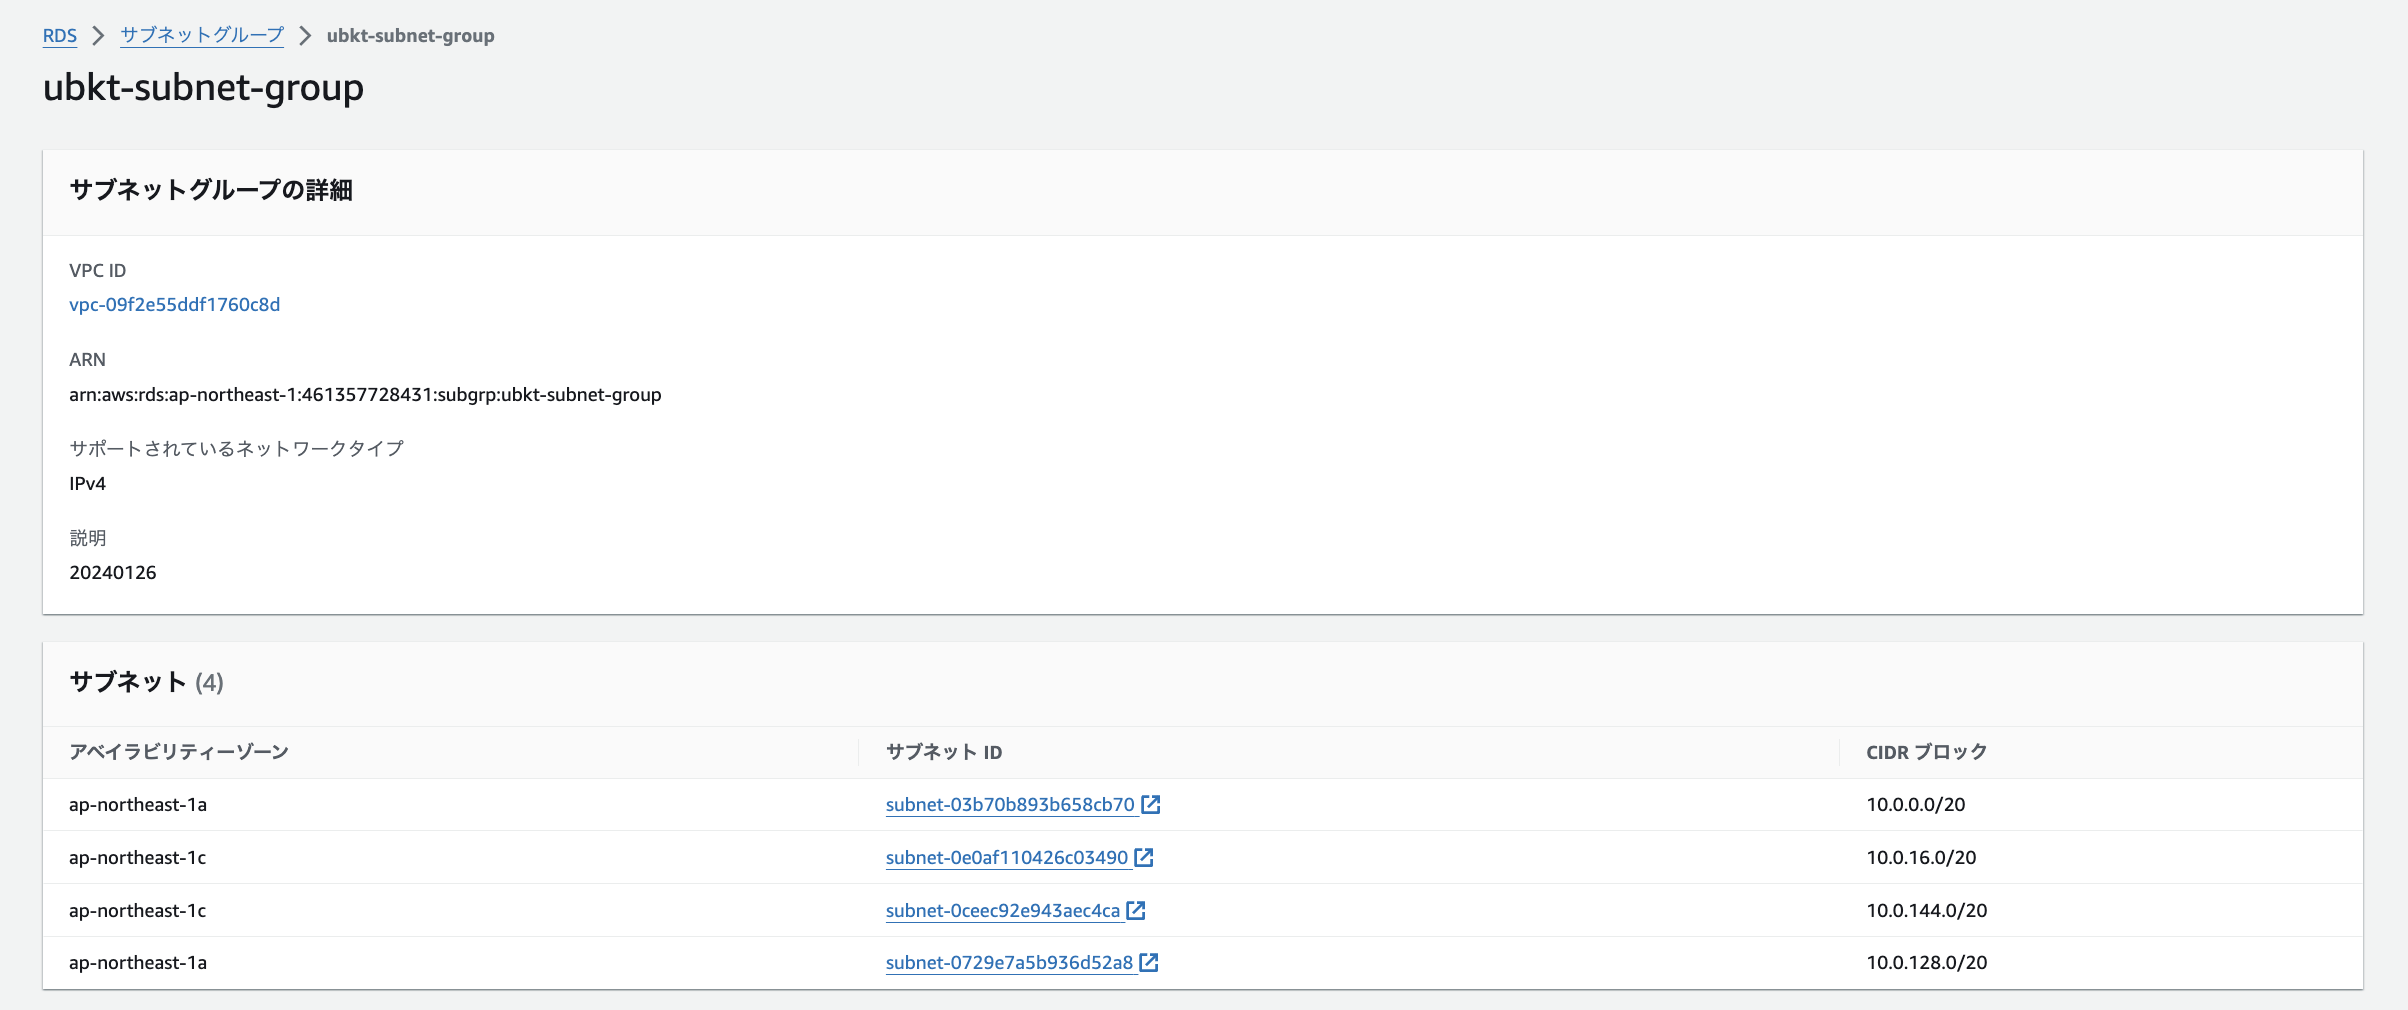 RDS > サブネットグループ > ubkt-subnet-group
ubkt-subnet-group
サブネットグループの詳細
VPC ID
vpc-09f2e55ddf1760c8d
ARN
arn:aws:rds:ap-northeast-1:461357728431:subgrp:ubkt-subnet-group
サポートされているネットワークタイプ
IPv4
説明
20240126
サブネット (4)
アベイラビリティーゾーン サブネット ID CIDR ブロック
ap-northeast-1a subnet-03b70b893b658cb70 10.0.0.0/20
ap-northeast-1c subnet-0e0af110426c03490 10.0.16.0/20
ap-northeast-1c subnet-0ceec92e943aec4ca 10.0.144.0/20
ap-northeast-1a subnet-0729e7a5b936d52a8 10.0.128.0/20